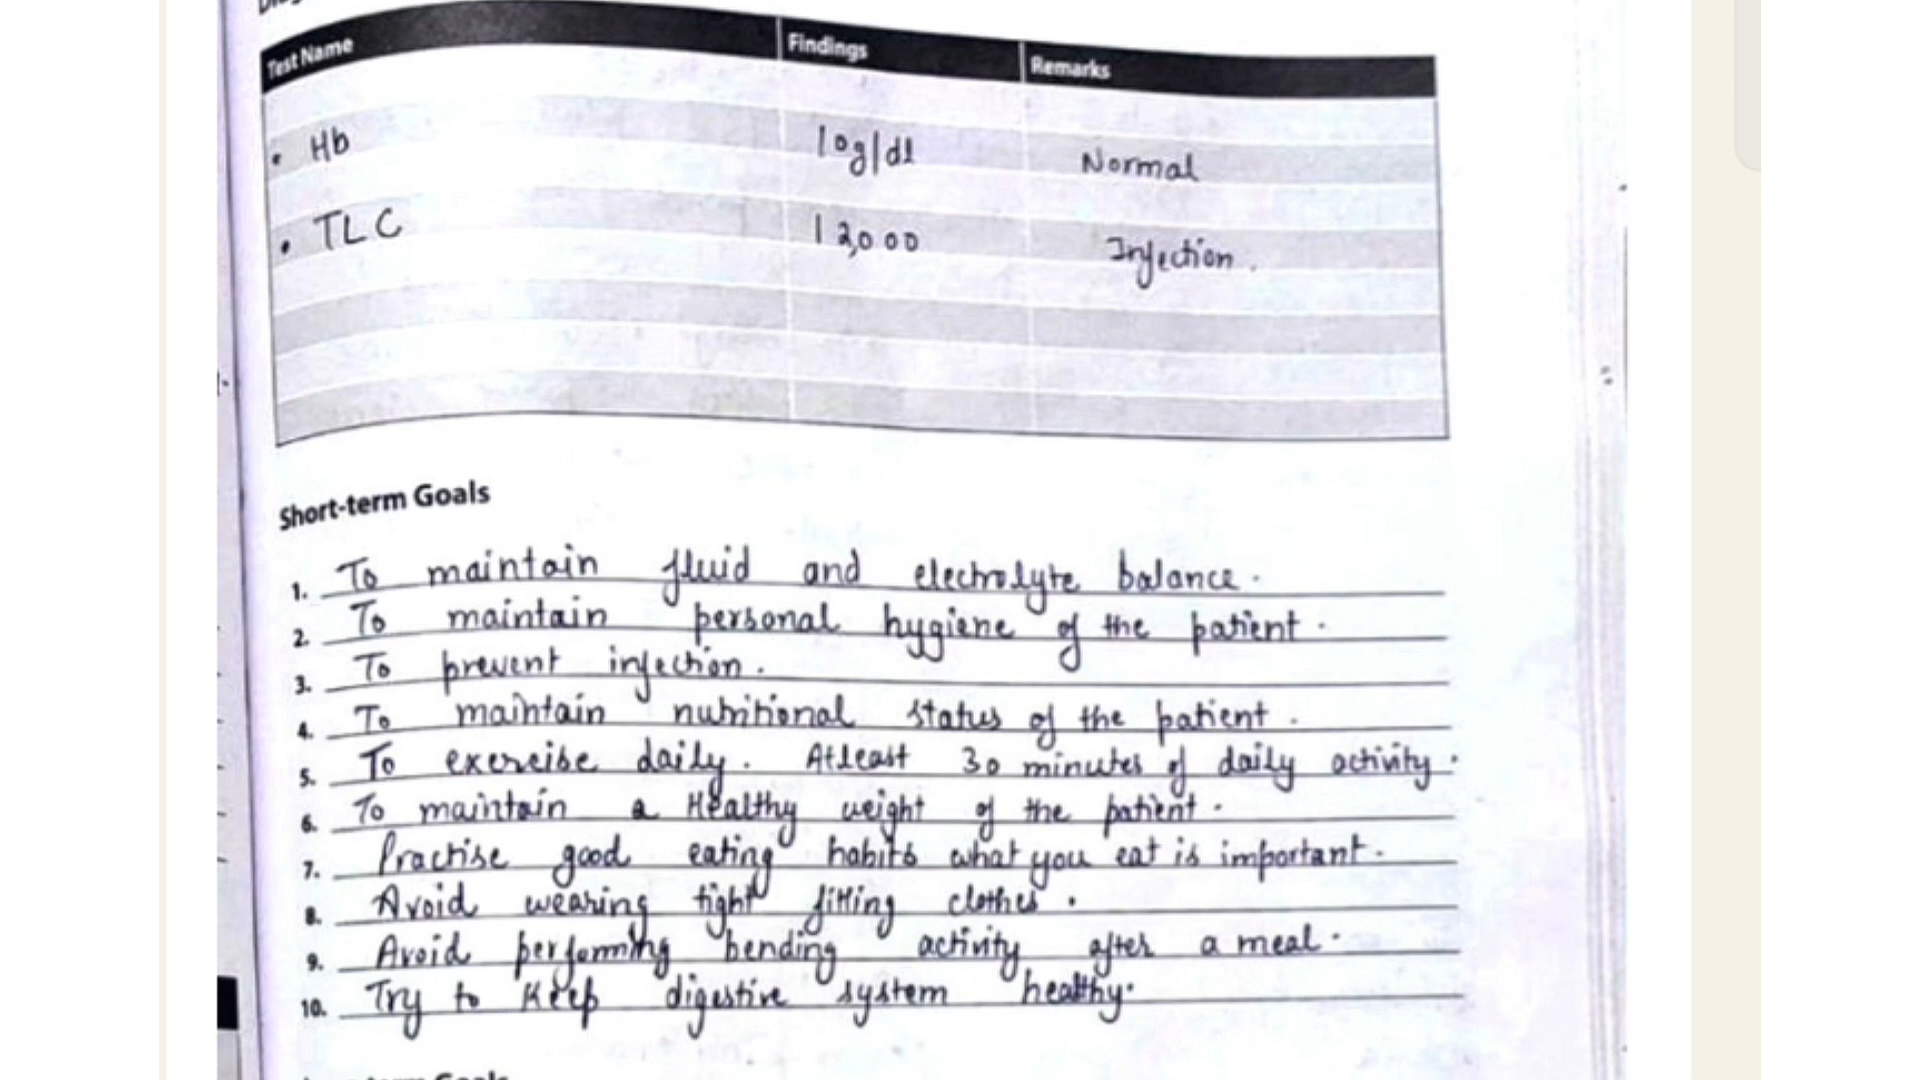 Test Name Findings Remarks
• Hb 10g/dl Normal
• TLC 12,000 Infection.
Short-term Goals
1. To maintain fluid and electrolyte balance.
2. To maintain personal hygiene of the patient.
3. To prevent infection.
4. To maintain nutritional status of the patient.
5. To exercise daily. Atleast 30 minutes of daily activity.
6. To maintain a Healthy weight of the patient.
7. Practise good eating habits what you eat is important.
8. Avoid wearing tight fitting clothes.
9. Avoid performing bending activity after a meal.
10. Try to Keep digestive system healthy.
Goals